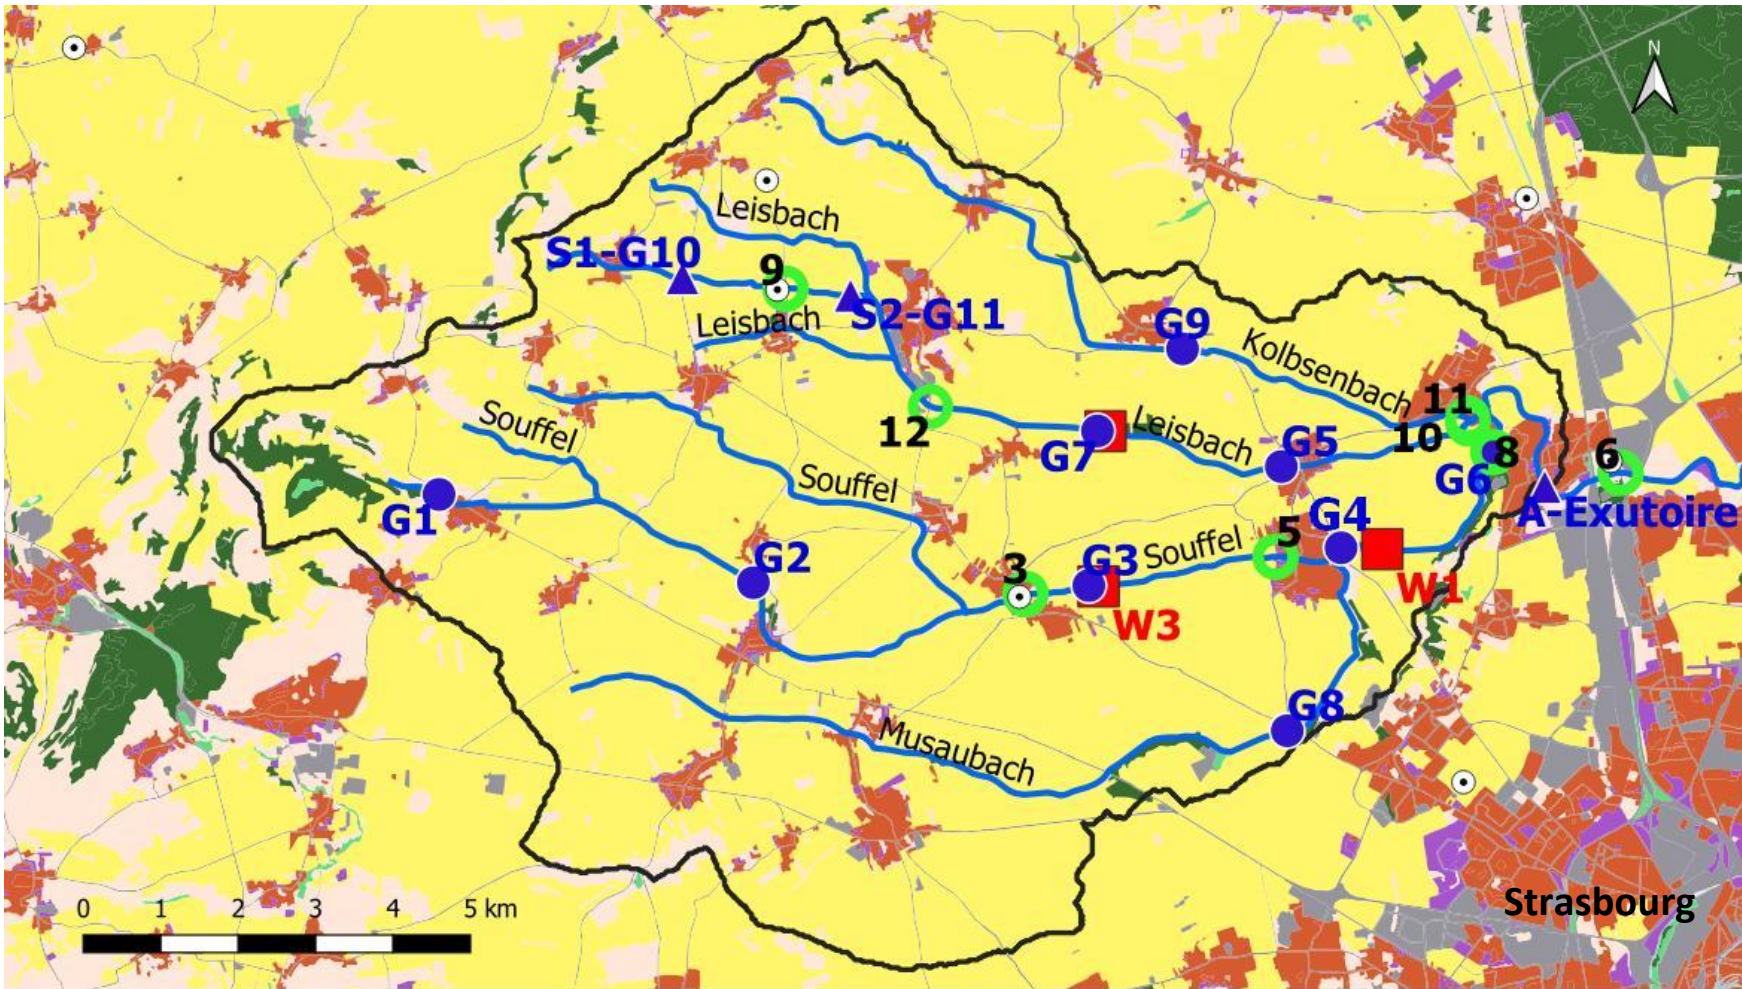 N
Leisbach
S1-G10
9
Leisbach
S2-G11
G9
Kolbsenbach
Souffel
12
11
10
G7
Leisbach
G5
8
G6
6
Souffel
G1
G4
A-Exutoire
G2
3
G3
Souffel
5
W1
W3
G8
Musaubach
0 1 2 3 4 5 km
Strasbourg